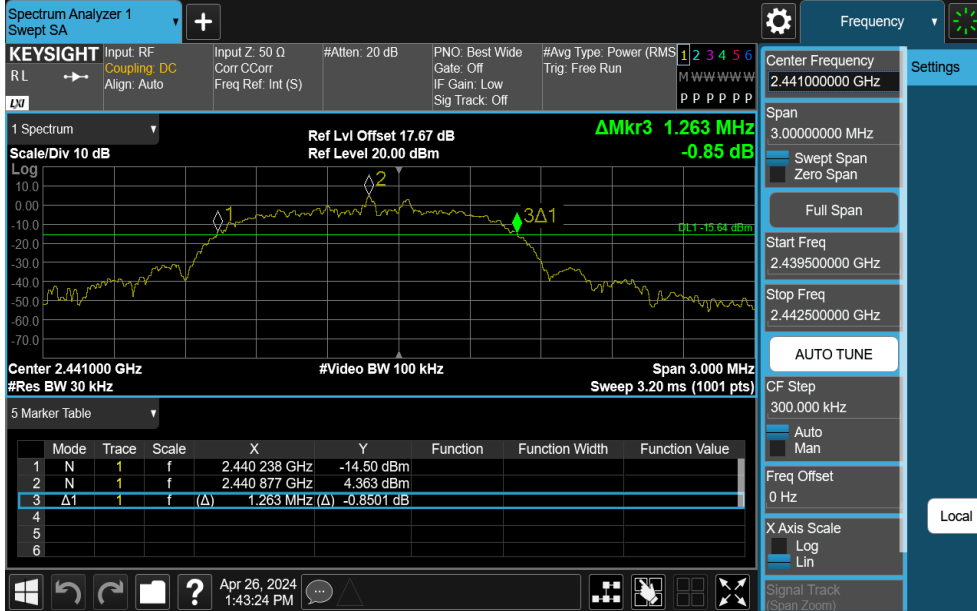 Spectrum Analyzer 1
Swept SA
+
Frequency
KEYSIGHT
R L
LXI
Input: RF
Coupling: DC
Align: Auto
Input Z: 50 Ω
Corr CCorr
Freq Ref: Int (S)
#Atten: 20 dB
PNO: Best Wide
Gate: Off
IF Gain: Low
Sig Track: Off
#Avg Type: Power (RMS
Trig: Free Run
1 2 3 4 5 6
M W W W W W
P P P P P P
1 Spectrum
Scale/Div 10 dB
Ref Lvl Offset 17.67 dB
Ref Level 20.00 dBm
ΔMkr3 1.263 MHz
-0.85 dB
Log
10.0
0.00
-10.0
-20.0
-30.0
-40.0
-50.0
-60.0
-70.0
1
2
3Δ1
DL1 -15.64 dBm
Center 2.441000 GHz
#Video BW 100 kHz
Span 3.000 MHz
#Res BW 30 kHz
Sweep 3.20 ms (1001 pts)
5 Marker Table
Mode Trace Scale X Y Function Function Width Function Value
1 N 1 f 2.440 238 GHz -14.50 dBm
2 N 1 f 2.440 877 GHz 4.363 dBm
3 Δ1 1 f (Δ) 1.263 MHz (Δ) -0.8501 dB
4
5
6
?
Apr 26, 2024
1:43:24 PM
Center Frequency
2.441000000 GHz
Span
3.00000000 MHz
Swept Span
Zero Span
Full Span
Start Freq
2.439500000 GHz
Stop Freq
2.442500000 GHz
AUTO TUNE
CF Step
300.000 kHz
Auto
Man
Freq Offset
0 Hz
X Axis Scale
Log
Lin
Signal Track
(Span Zoom)
Settings
Local